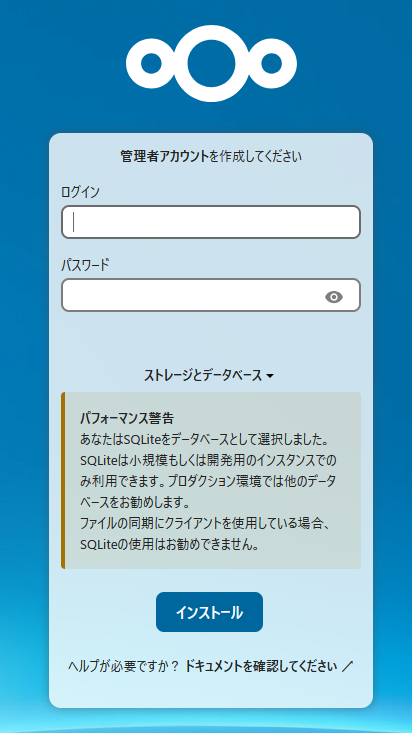 管理者アカウントを作成してください
ログイン
パスワード
ストレージとデータベース
パフォーマンス警告
あなたはSQLiteをデータベースとして選択しました。
SQLiteは小規模もしくは開発用のインスタンスでの
み利用できます。プロダクション環境では他のデータ
ベースをお勧めします。
ファイルの同期にクライアントを使用している場合、
SQLiteの使用はお勧めできません。
インストール
ヘルプが必要ですか？ ドキュメントを確認してください ↗